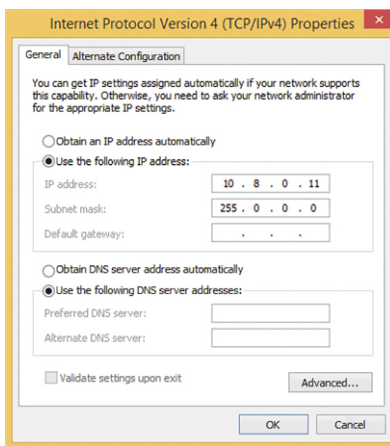 Internet Protocol Version 4 (TCP/IPv4) Properties
General
Alternate Configuration
You can get IP settings assigned automatically if your network supports
this capability. Otherwise, you need to ask your network administrator
for the appropriate IP settings.
Obtain an IP address automatically
Use the following IP address:
IP address: 10 . 8 . 0 . 11
Subnet mask: 255 . 0 . 0 . 0
Default gateway: . . .
Obtain DNS server address automatically
Use the following DNS server addresses:
Preferred DNS server:
Alternate DNS server:
Validate settings upon exit
Advanced...
OK Cancel